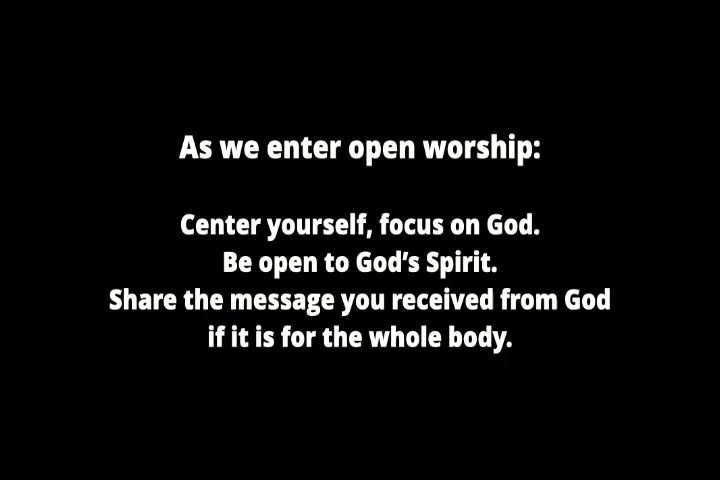 As we enter open worship:
Center yourself, focus on God.
Be open to God’s Spirit.
Share the message you received from God
if it is for the whole body.